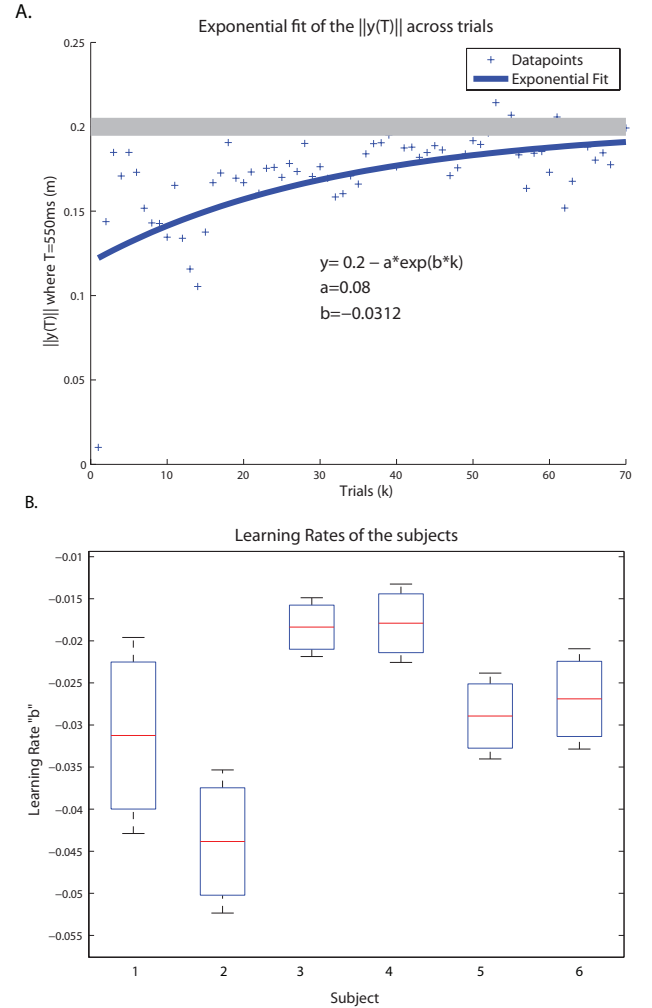 A.
Exponential fit of the ||y(T)|| across trials
0.25
0.2
0.15
0.1
0.05
0
||y(T)|| where T=550ms (m)
Datapoints
Exponential Fit
y= 0.2 − a*exp(b*k)
a=0.08
b=−0.0312
0 10 20 30 40 50 60 70
Trials (k)
B.
Learning Rates of the subjects
−0.01
−0.015
−0.02
−0.025
−0.03
−0.035
−0.04
−0.045
−0.05
−0.055
Learning Rate "b"
1 2 3 4 5 6
Subject